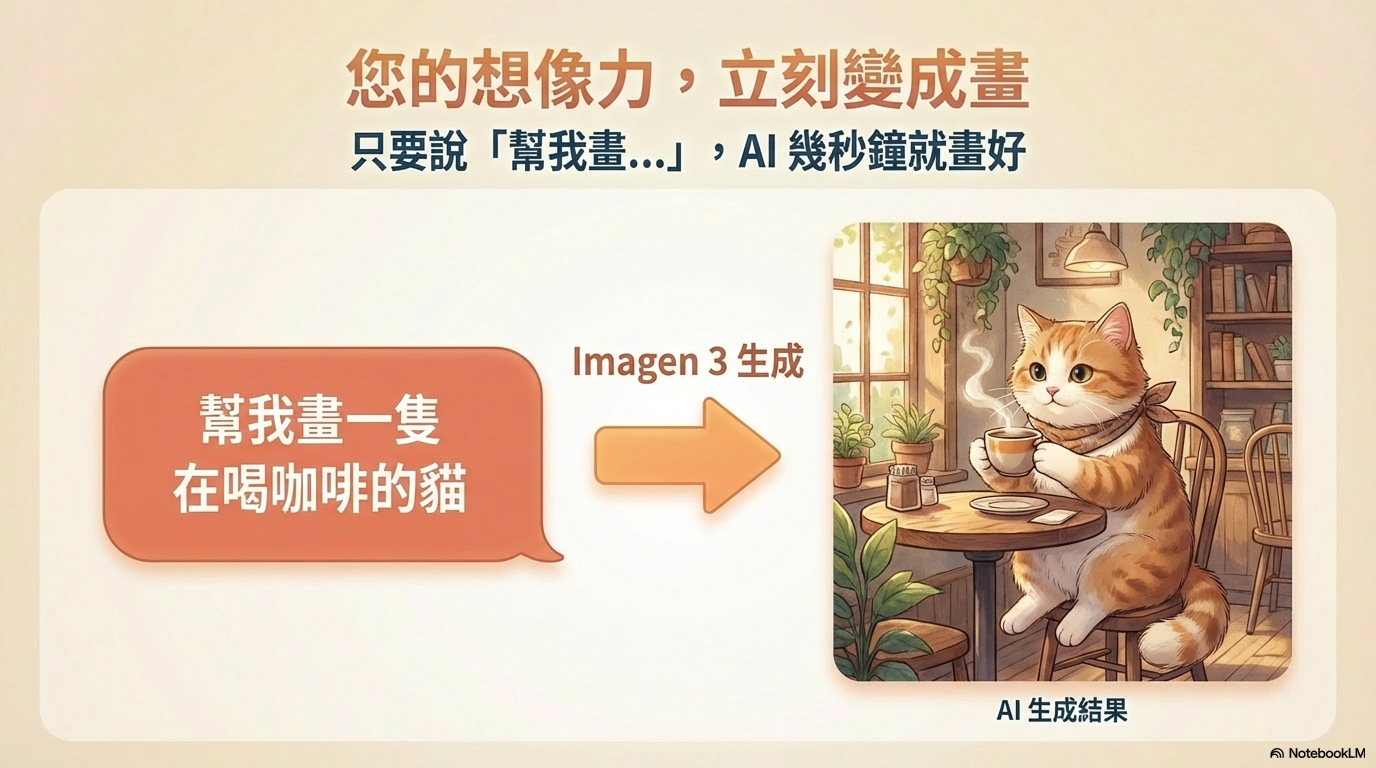 您的想像力，立刻變成畫
只要說「幫我畫...」，AI 幾秒鐘就畫好
幫我畫一隻
在喝咖啡的貓
Imagen 3 生成
AI 生成結果
NotebookLM